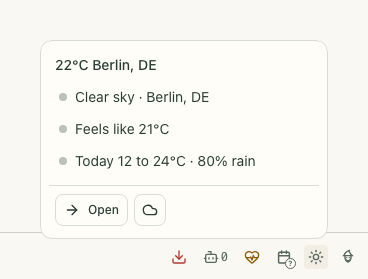 22°C Berlin, DE
Clear sky · Berlin, DE
Feels like 21°C
Today 12 to 24°C · 80% rain
Open
0
?